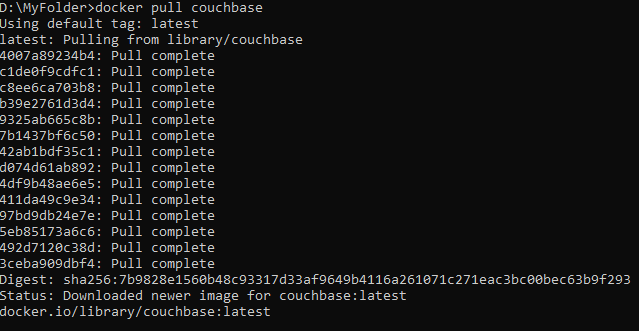 D:\MyFolder>docker pull couchbase
Using default tag: latest
latest: Pulling from library/couchbase
4007a89234b4: Pull complete
c1de0f9cdfc1: Pull complete
c8ee6ca703b8: Pull complete
b39e2761d3d4: Pull complete
9325ab665c8b: Pull complete
7b1437bf6c50: Pull complete
42ab1bdf35c1: Pull complete
d074d61ab892: Pull complete
4df9b48ae6e5: Pull complete
411da49c9e34: Pull complete
97bd9db24e7e: Pull complete
5eb85173a6c6: Pull complete
492d7120c38d: Pull complete
3ceba909dbf4: Pull complete
Digest: sha256:7b9828e1560b48c93317d33af9649b4116a261071c271eac3bc00bec63b9f293
Status: Downloaded newer image for couchbase:latest
docker.io/library/couchbase:latest